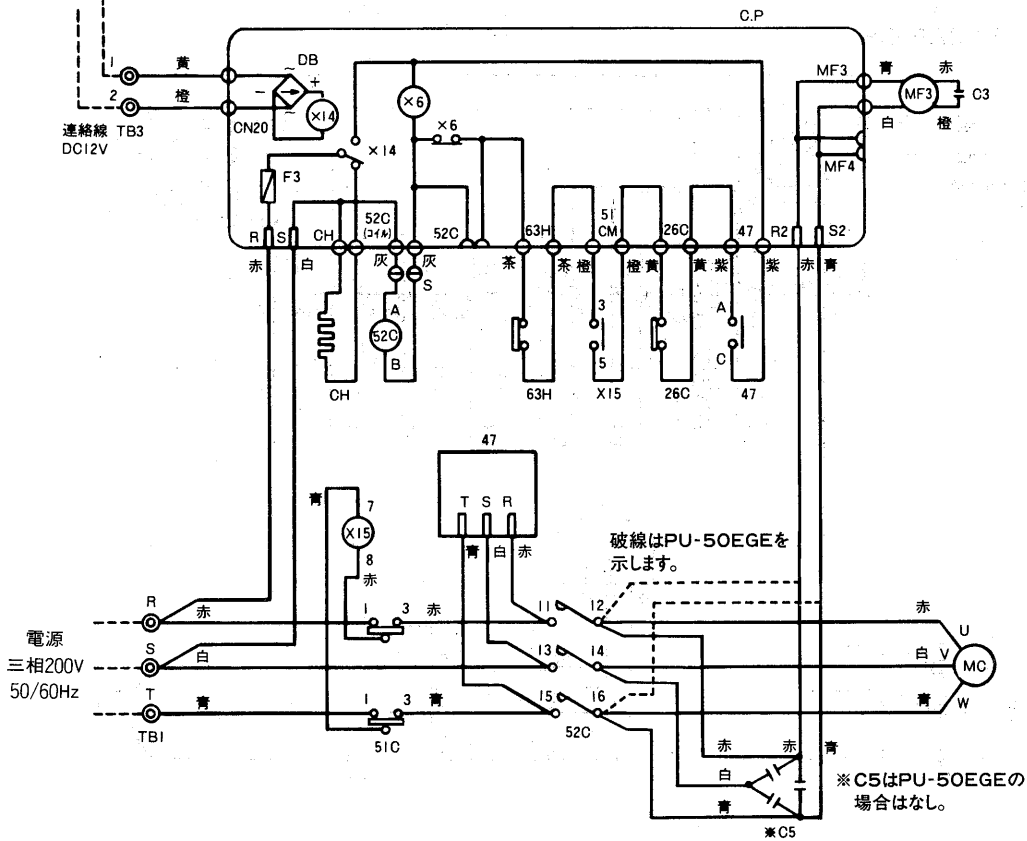 C.P
1
黄
DB
~
+
−
~
2
橙
X14
CN20
連絡線 TB3
DC12V
F3
X14
X6
X6
MF3
青
赤
MF3
C3
白
橙
MF4
R
S
CH
52C
(コイル)
52C
63H
51
CM
26C
47
R2
S2
赤
白
灰
灰
茶
茶
橙
橙
黄
黄
紫
紫
赤
青
S
A
52C
B
3
5
A
C
CH
63H
X15
26C
47
47
T S R
青
白
赤
青
7
X15
8
赤
破線はPU-50EGEを
示します。
R
赤
1
3
赤
11
12
赤
U
電源
三相200V
50/60Hz
S
白
13
14
白
V
MC
T
青
1
3
青
15
16
青
W
TB1
51C
52C
赤
赤
青
白
青
※C5
※C5はPU-50EGEの
場合はなし。